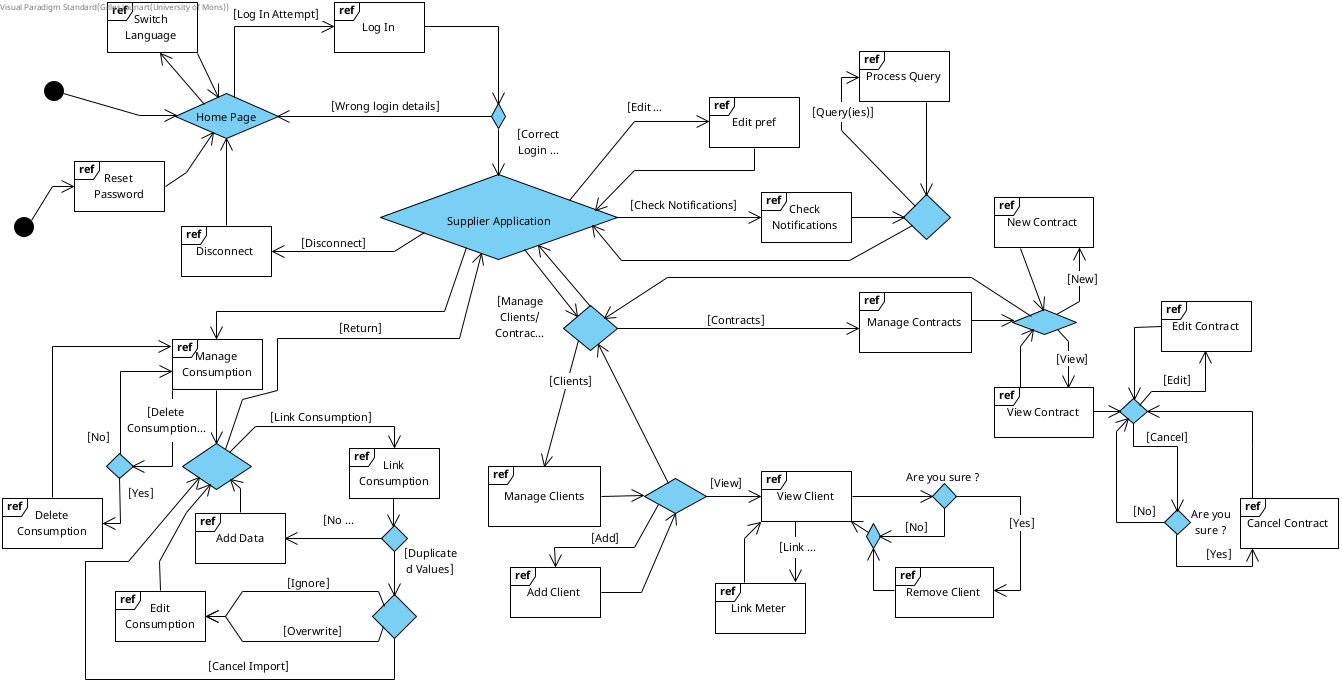 Visual Paradigm Standard(Gilles Bonart(University of Mons))
ref
Switch
Language
[Log In Attempt]
ref
Log In
ref
Process Query
Home Page
[Wrong login details]
[Query(ies)]
[Edit ...
ref
Edit pref
[Correct
Login ...
ref
Reset
Password
Supplier Application
[Check Notifications]
ref
Check
Notifications
ref
New Contract
ref
Disconnect
[Disconnect]
[New]
[Manage
Clients/
Contrac...
[Contracts]
ref
Manage Contracts
ref
Edit Contract
[Return]
ref
Manage
Consumption
[View]
[Clients]
[Edit]
ref
View Contract
[Delete
Consumption...
[Link Consumption]
[No]
[Cancel]
ref
Link
Consumption
ref
Manage Clients
[View]
ref
View Client
Are you sure ?
[Yes]
ref
Delete
Consumption
ref
Add Data
[No ...
[Duplicate
d Values]
[Add]
[Link ...
[No]
[Yes]
[No]
Are you
sure ?
[Yes]
ref
Cancel Contract
ref
Add Client
ref
Link Meter
ref
Remove Client
ref
Edit
Consumption
[Ignore]
[Overwrite]
[Cancel Import]